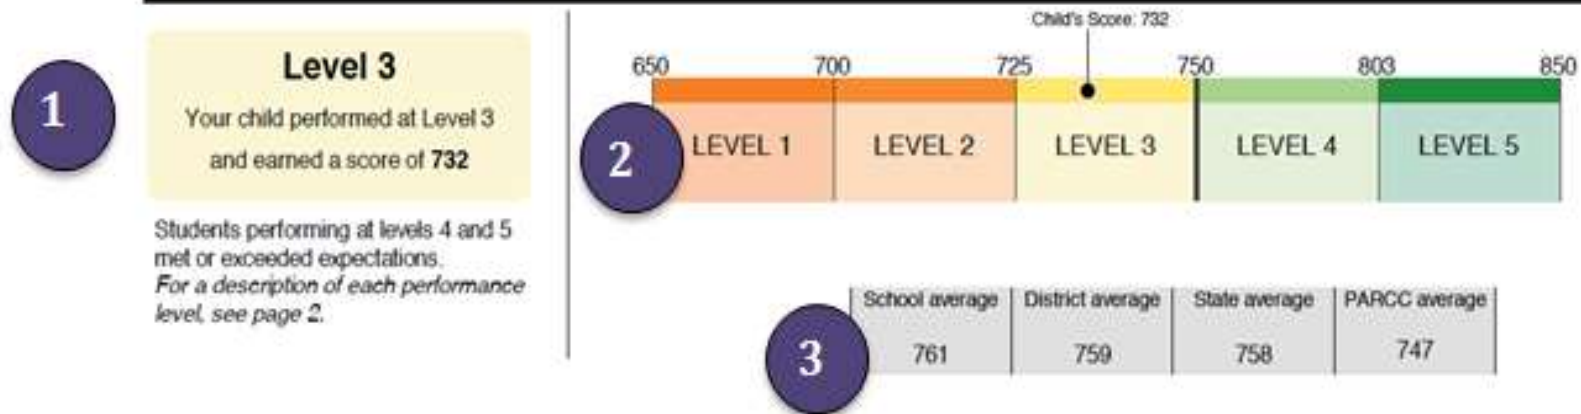 1
Level 3
Your child performed at Level 3
and earned a score of 732
Students performing at levels 4 and 5
met or exceeded expectations.
For a description of each performance
level, see page 2.
Child's Score: 732
650 700 725 750 803 850
2
LEVEL 1 LEVEL 2 LEVEL 3 LEVEL 4 LEVEL 5
3
School average District average State average PARCC average
761 759 758 747